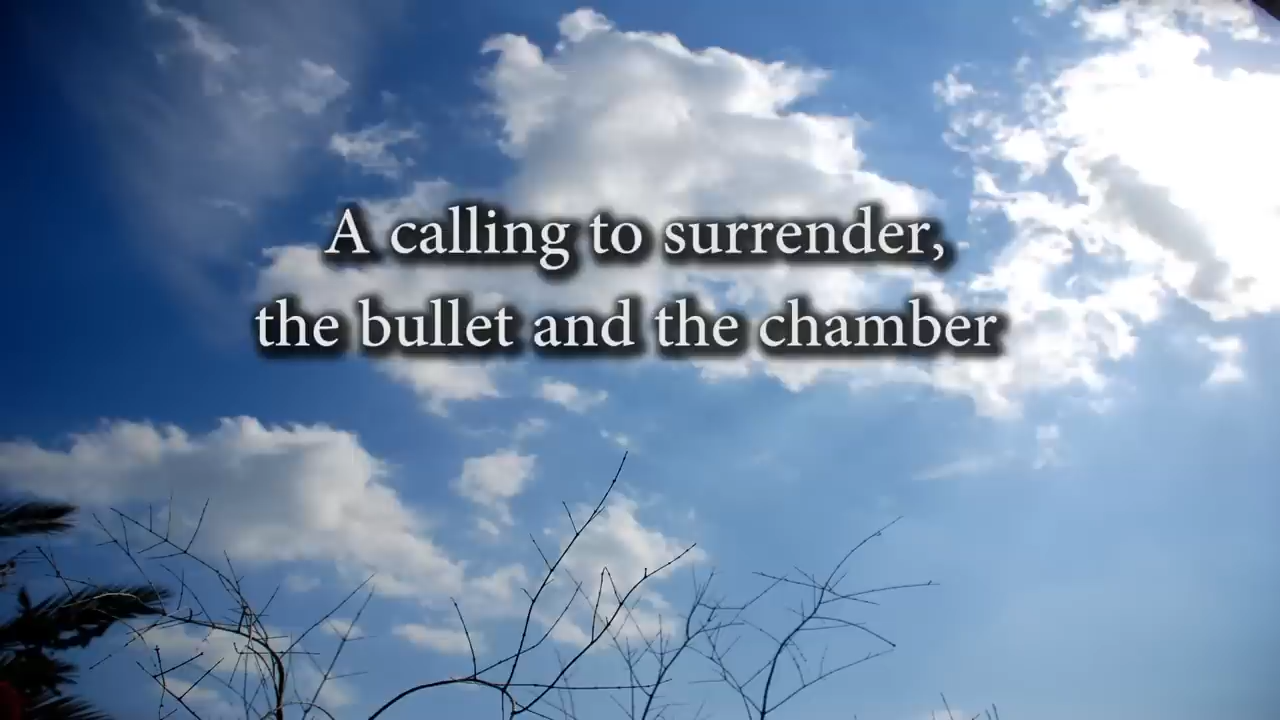 A calling to surrender,
the bullet and the chamber